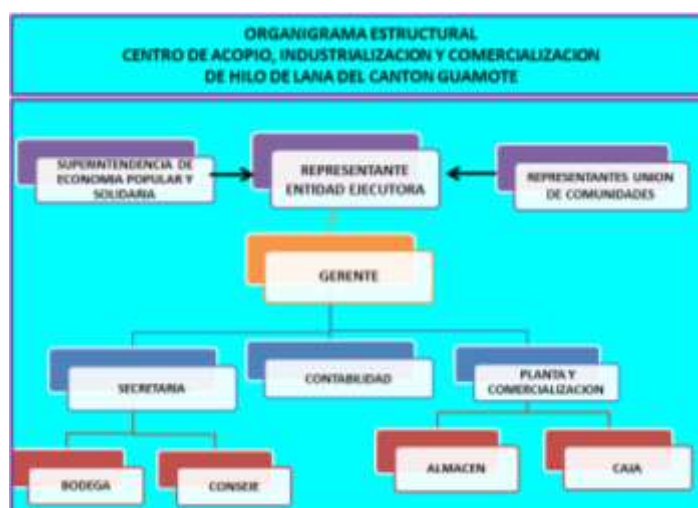 ORGANIGRAMA ESTRUCTURAL
CENTRO DE ACOPIO, INDUSTRIALIZACION Y COMERCIALIZACION
DE HILO DE LANA DEL CANTON GUAMOTE
SUPERINTENDENCIA DE
ECONOMIA POPULAR Y
SOLIDARIA
REPRESENTANTE
ENTIDAD EJECUTORA
REPRESENTANTES UNION
DE COMUNIDADES
GERENTE
SECRETARIA
CONTABILIDAD
PLANTA Y
COMERCIALIZACION
BODEGA
CONSEJE
ALMACEN
CAJA